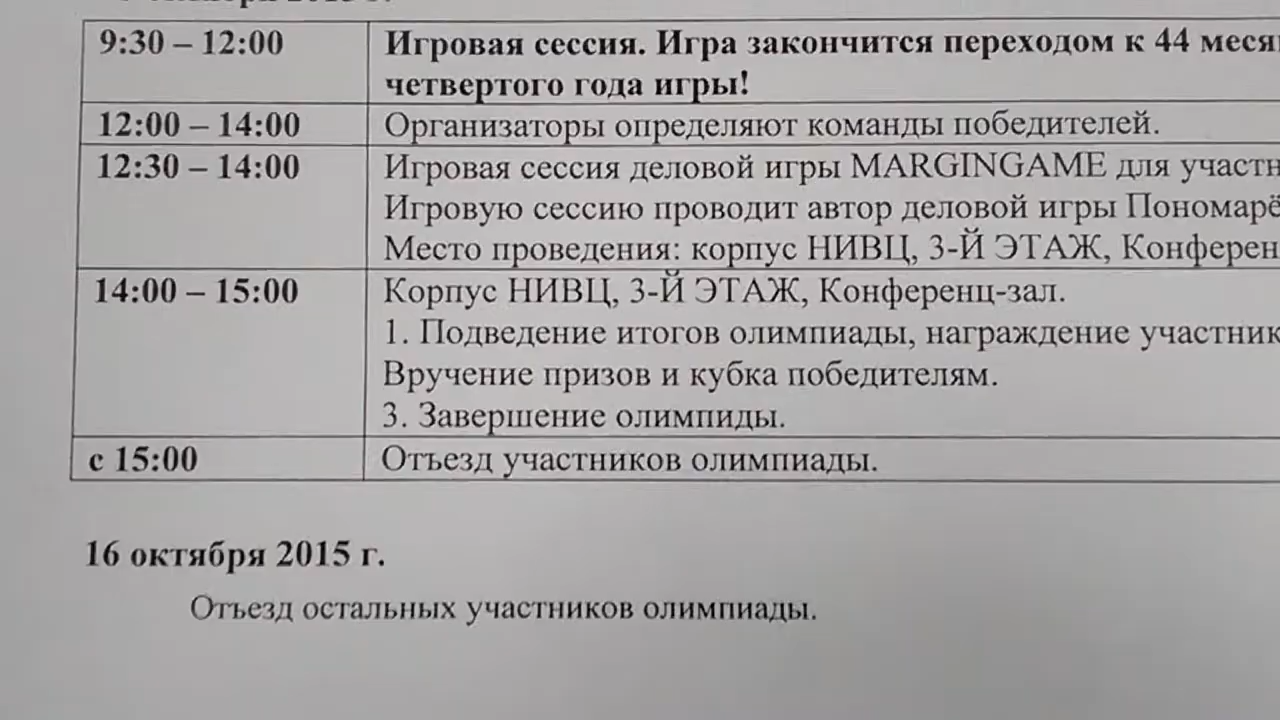 9:30 – 12:00
Игровая сессия. Игра закончится переходом к 44
четвертого года игры!
12:00 – 14:00
Организаторы определяют команды победителей.
12:30 – 14:00
Игровая сессия деловой игры MARGINGAME для
Игровую сессию проводит автор деловой игры
Место проведения: корпус НИВЦ, 3-Й ЭТАЖ,
14:00 – 15:00
Корпус НИВЦ, 3-Й ЭТАЖ, Конференц-зал.
1. Подведение итогов олимпиады, награждение
Вручение призов и кубка победителям.
3. Завершение олимпиды.
с 15:00
Отъезд участников олимпиады.
16 октября 2015 г.
Отъезд остальных участников олимпиады.